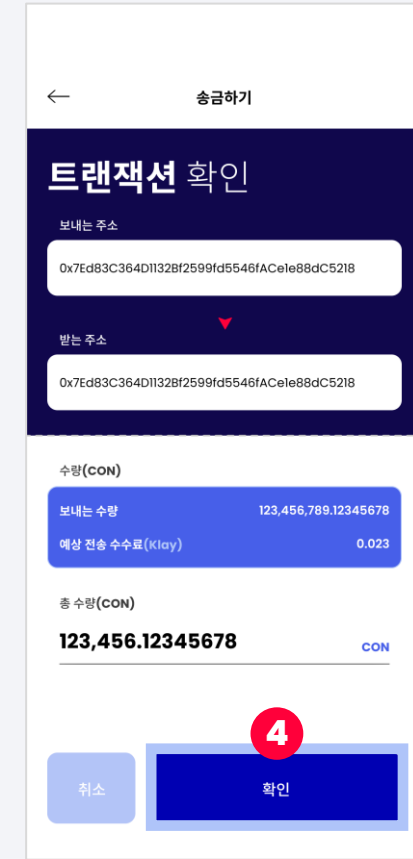 송금하기
트랜잭션 확인
보내는 주소
0x7Ed83C364D1132Bf2599fd5546fACe1e88dC5218
받는 주소
0x7Ed83C364D1132Bf2599fd5546fACe1e88dC5218
수량(CON)
보내는 수량 123,456,789.12345678
예상 전송 수수료(Klay) 0.023
총 수량(CON)
123,456.12345678 CON
4
취소 확인